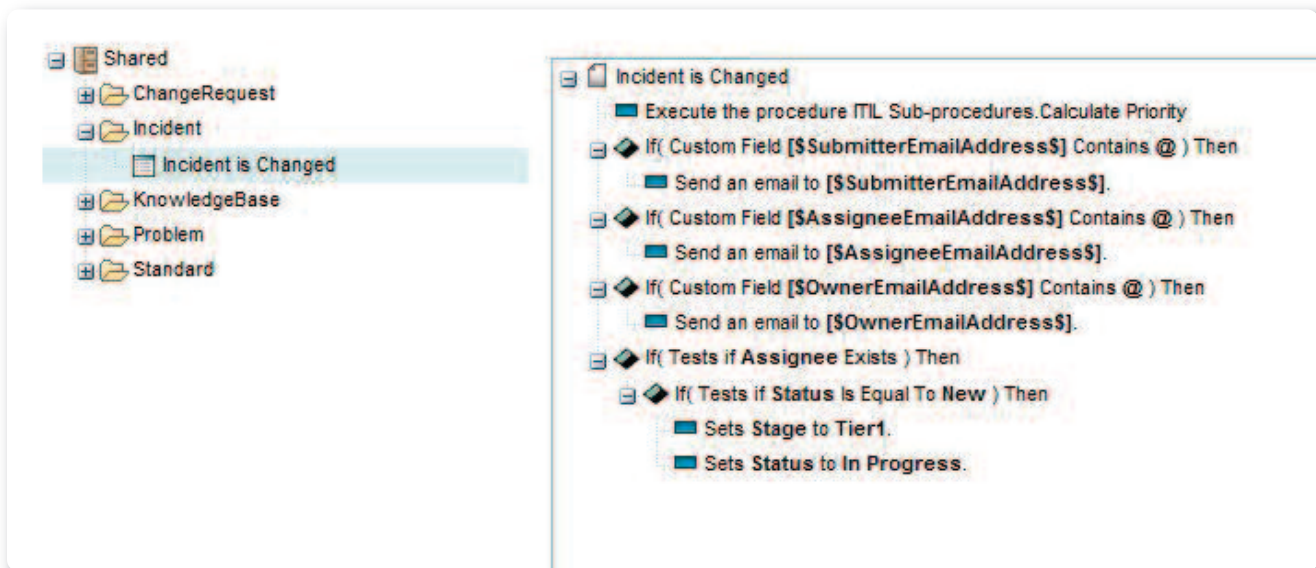 Shared
ChangeRequest
Incident
Incident is Changed
KnowledgeBase
Problem
Standard
Incident is Changed
Execute the procedure ITIL Sub-procedures.Calculate Priority
If( Custom Field [$SubmitterEmailAddress$] Contains @ ) Then
Send an email to [$SubmitterEmailAddress$].
If( Custom Field [$AssigneeEmailAddress$] Contains @ ) Then
Send an email to [$AssigneeEmailAddress$].
If( Custom Field [$OwnerEmailAddress$] Contains @ ) Then
Send an email to [$OwnerEmailAddress$].
If( Tests if Assignee Exists ) Then
If( Tests if Status Is Equal To New ) Then
Sets Stage to Tier1.
Sets Status to In Progress.